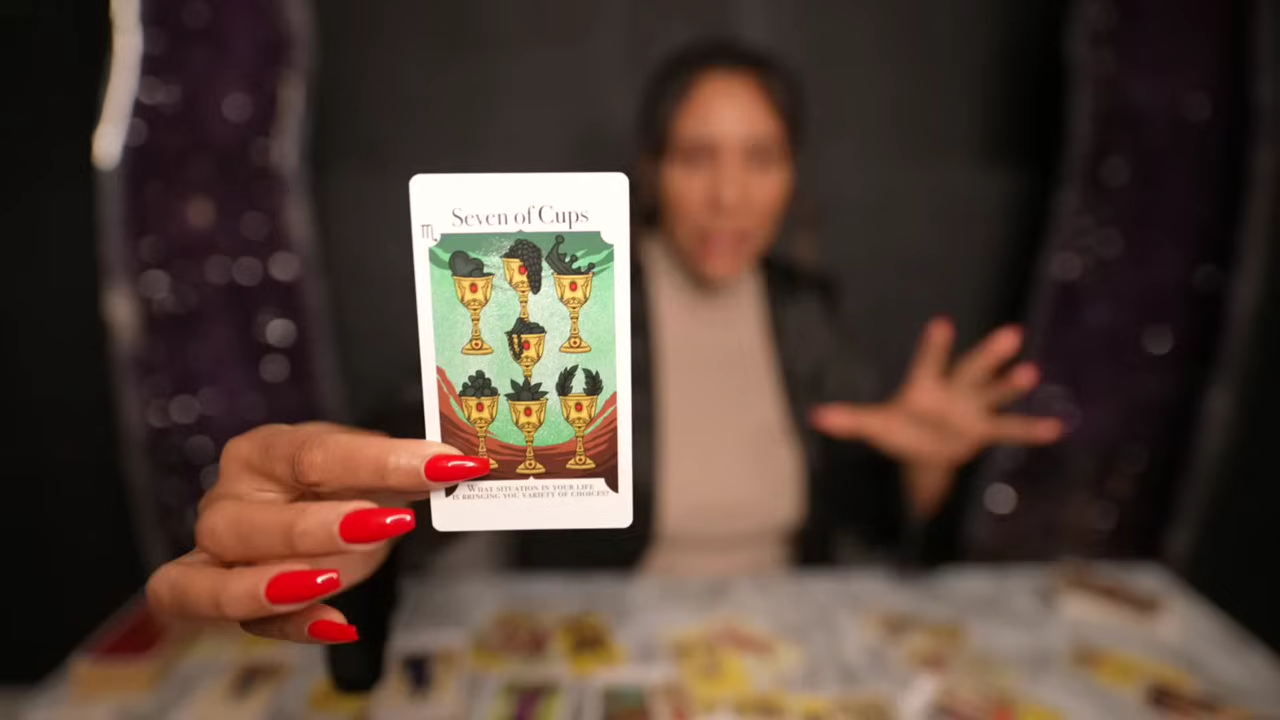 Seven of Cups
♏
What situation in your life
is bringing you variety of choices?